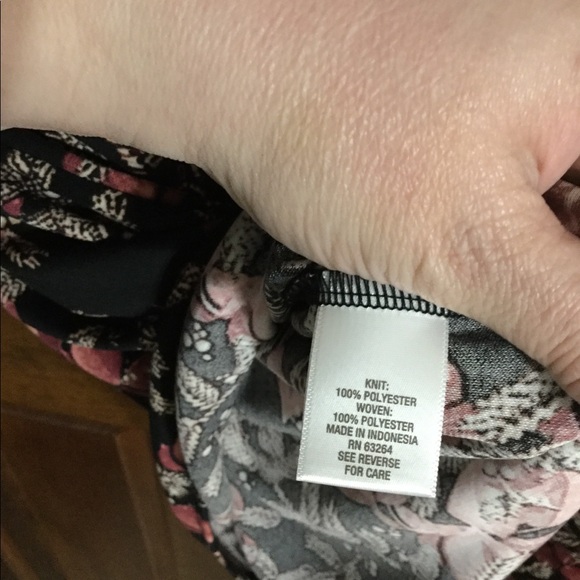 KNIT:
100% POLYESTER
WOVEN:
100% POLYESTER
MADE IN INDONESIA
RN 63264
SEE REVERSE
FOR CARE